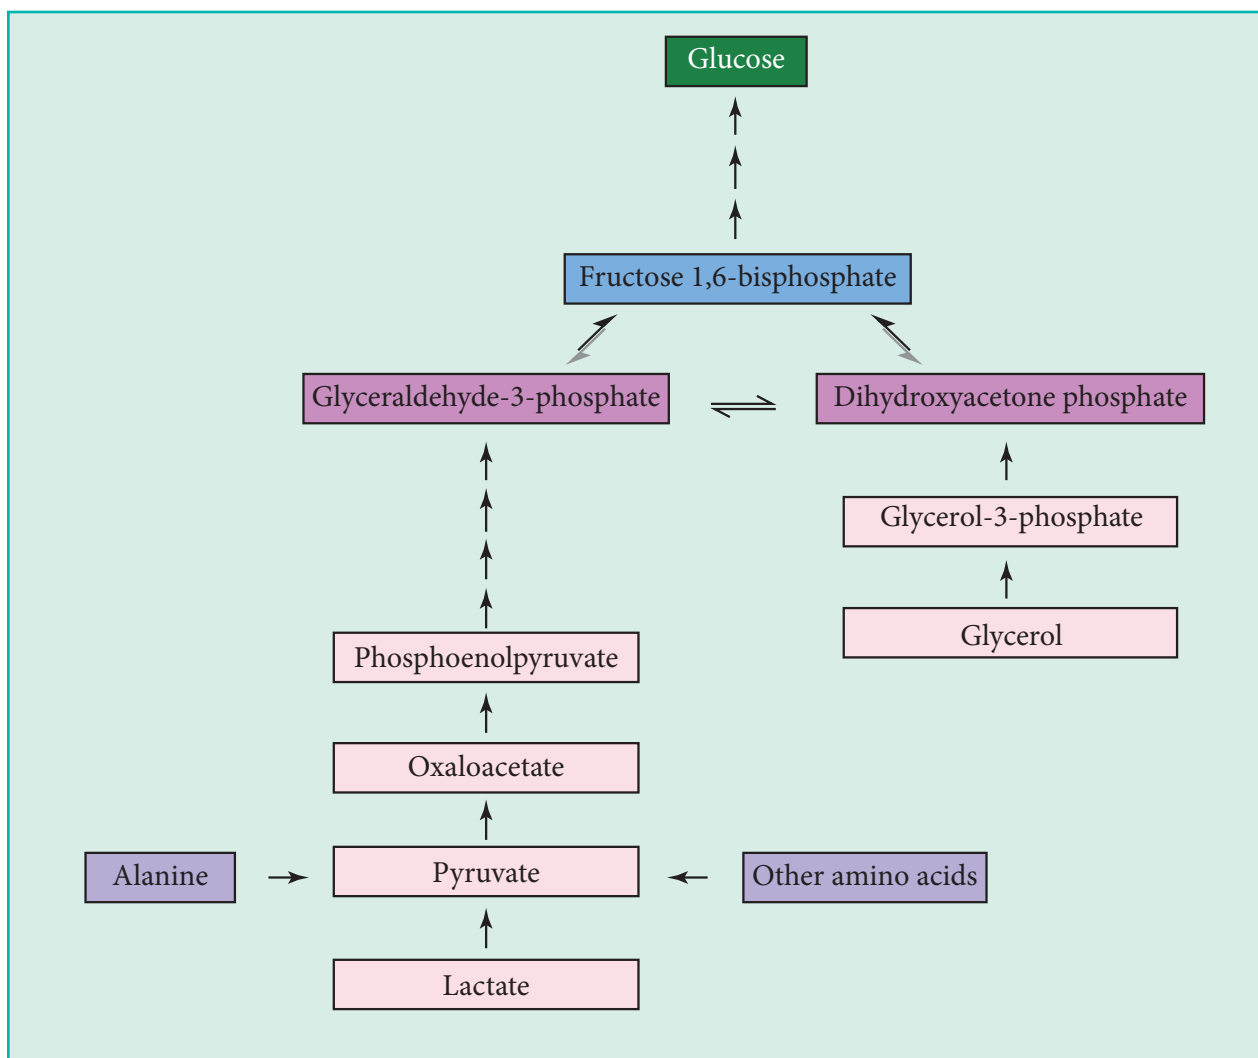 Glucose
Fructose 1,6-bisphosphate
Glyceraldehyde-3-phosphate
Dihydroxyacetone phosphate
Glycerol-3-phosphate
Glycerol
Phosphoenolpyruvate
Oxaloacetate
Alanine
Pyruvate
Other amino acids
Lactate